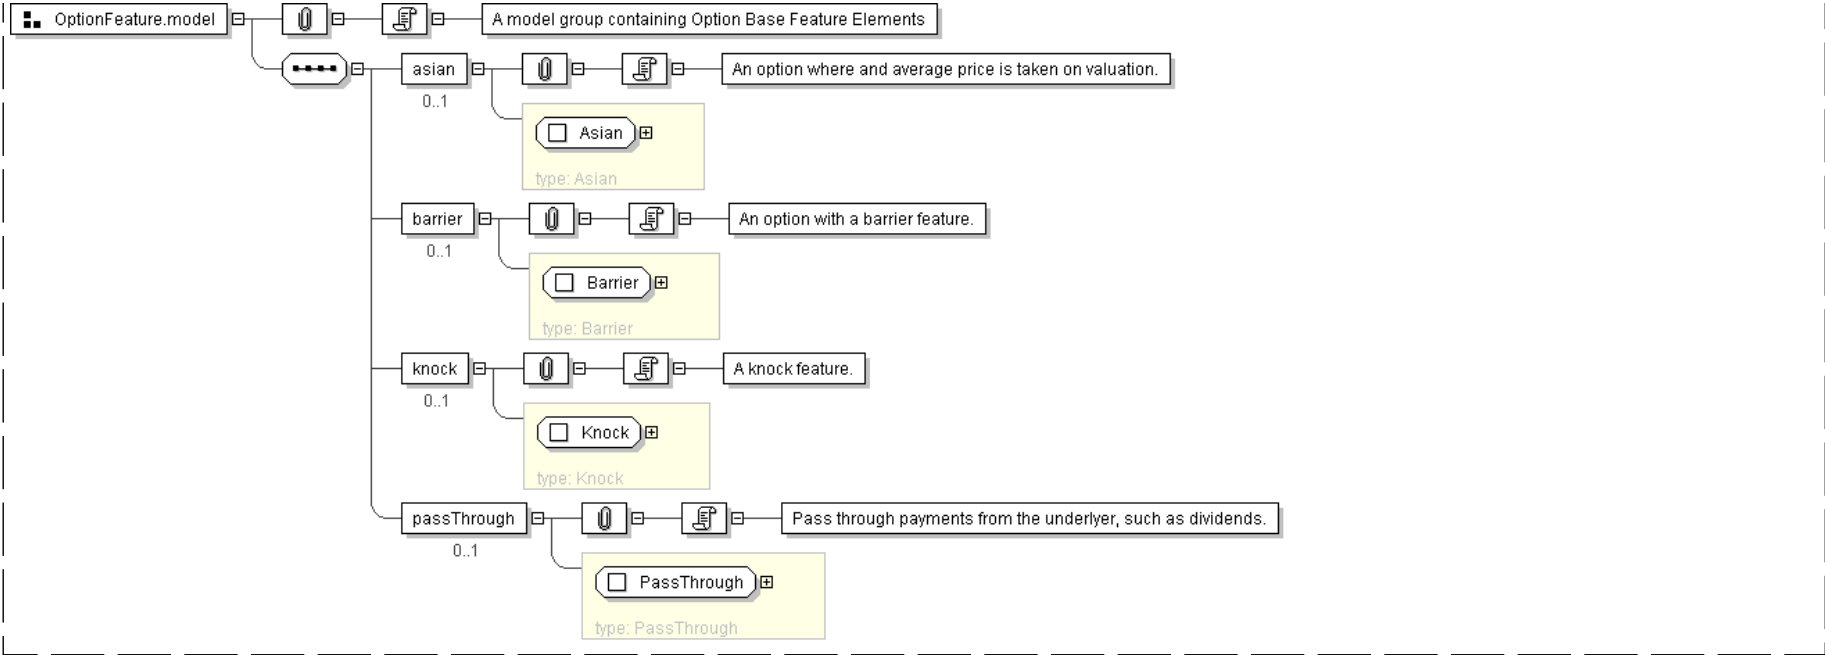 OptionFeature.model
A model group containing Option Base Feature Elements
asian
An option where and average price is taken on valuation.
0..1
Asian
type: Asian
barrier
An option with a barrier feature.
0..1
Barrier
type: Barrier
knock
A knock feature.
0..1
Knock
type: Knock
passThrough
Pass through payments from the underlyer, such as dividends.
0..1
PassThrough
type: PassThrough